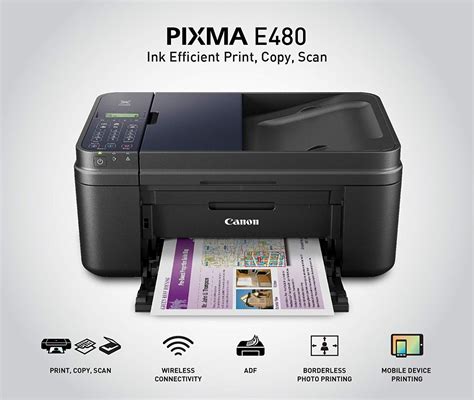 PIXMA E480
Ink Efficient Print, Copy, Scan
Canon
PRINT, COPY, SCAN
WIRELESS
CONNECTIVITY
ADF
BORDERLESS
PHOTO PRINTING
MOBILE DEVICE
PRINTING